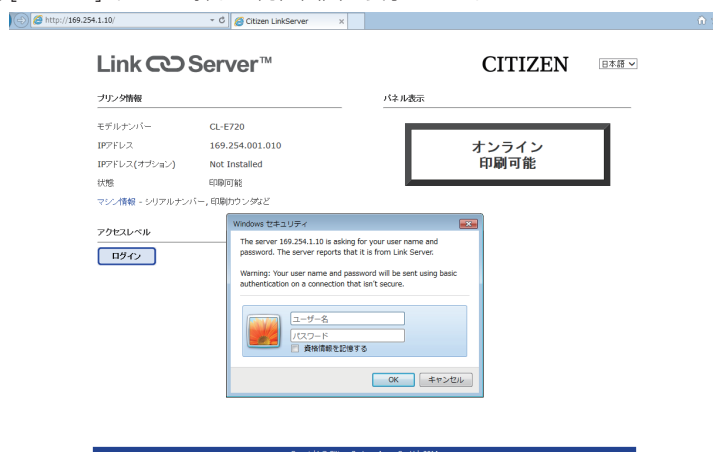 http://169.254.1.10/
Citizen LinkServer
Link Server™
CITIZEN
日本語
プリンタ情報
パネル表示
モデルナンバー CL-E720
IPアドレス 169.254.001.010
IPアドレス(オプション) Not Installed
状態 印刷可能
マシン情報 - シリアルナンバー, 印刷カウンタなど
オンライン
印刷可能
アクセスレベル
ログイン
Windows セキュリティ
The server 169.254.1.10 is asking for your user name and
password. The server reports that it is from Link Server.
Warning: Your user name and password will be sent using basic
authentication on a connection that isn't secure.
ユーザー名
パスワード
資格情報を記憶する
OK キャンセル